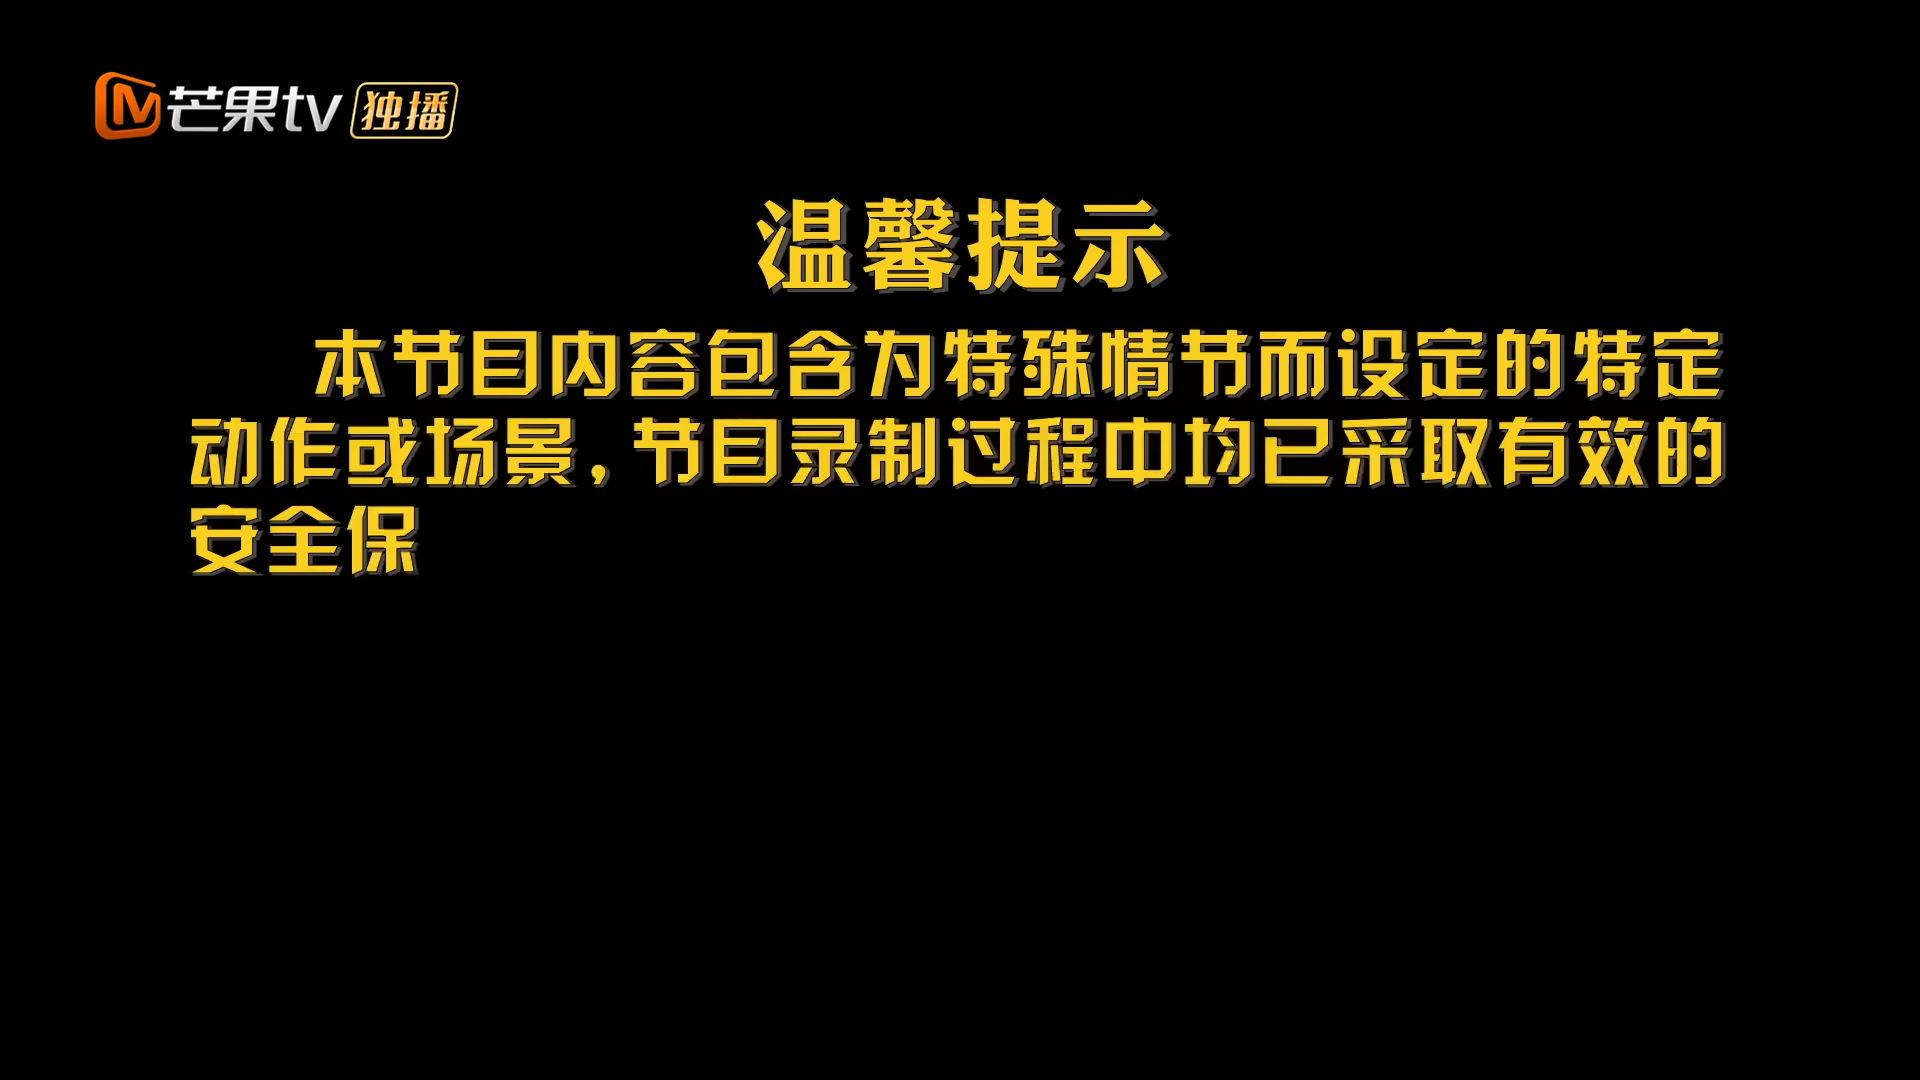 芒果tv 独播
温馨提示
本节目内容包含为特殊情节而设定的特定
动作或场景，节目录制过程中均已采取有效的
安全保